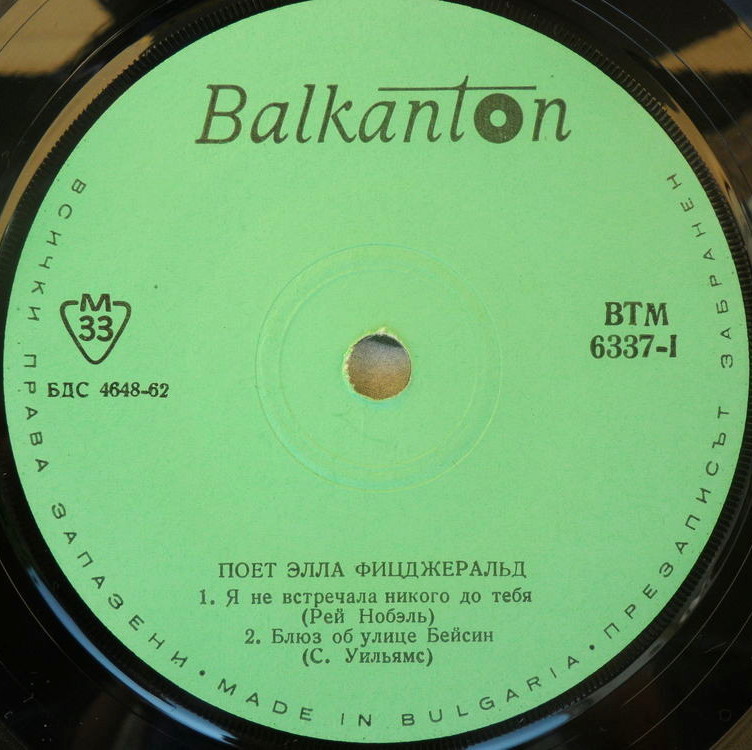 Balkanton
М
33
БДС 4648-62
ВТМ
6337-I
ПОЕТ ЭЛЛА ФИЦДЖЕРАЛЬД
1. Я не встречала никого до тебя
(Рей Нобэль)
2. Блюз об улице Бейсин
(С. Уильямс)
ВСИЧКИ ПРАВА ЗАПАЗЕНИ • MADE IN BULGARIA • ПРЕЗАПИСЪТ ЗАБРАНЕН